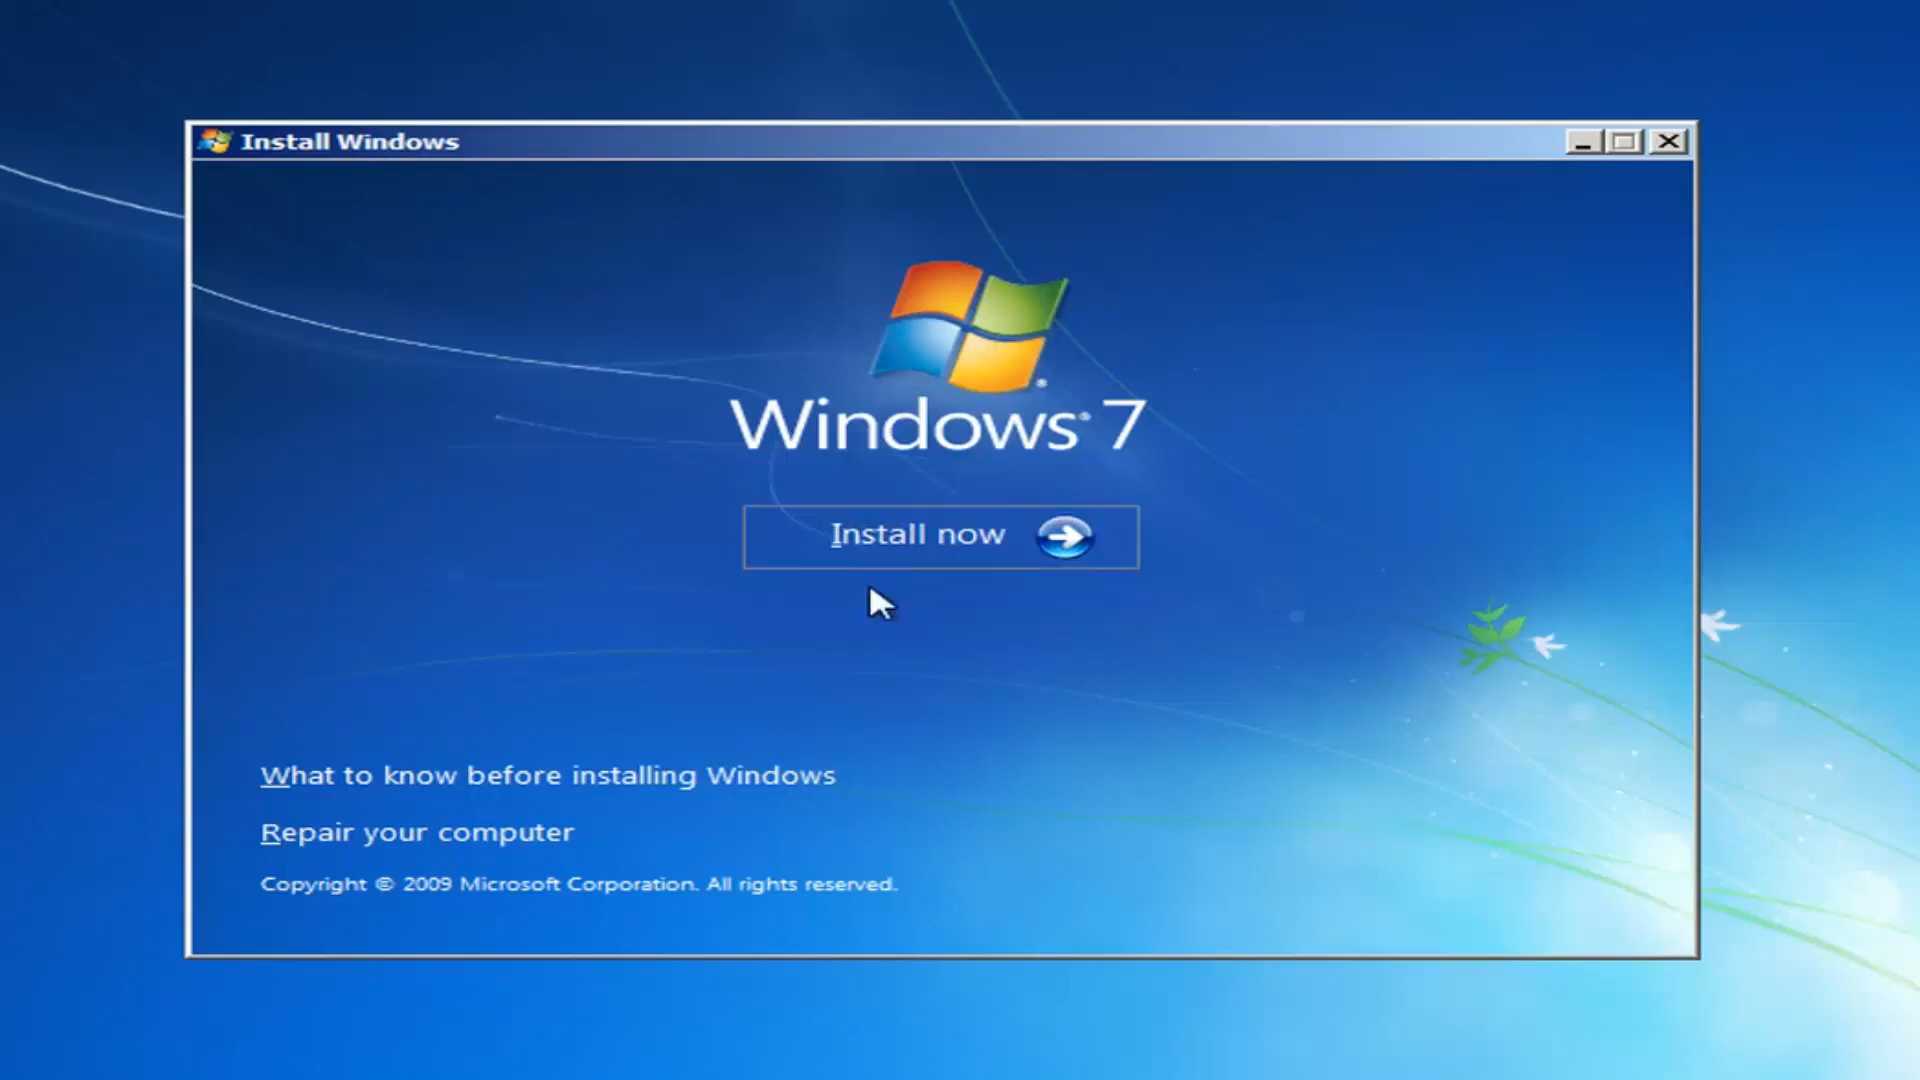 Install Windows
Windows® 7
Install now
What to know before installing Windows
Repair your computer
Copyright © 2009 Microsoft Corporation. All rights reserved.